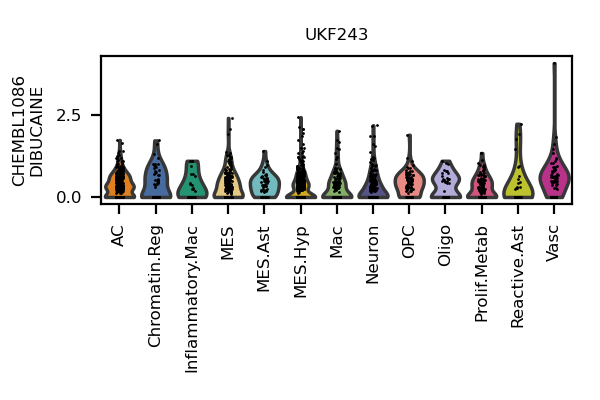 UKF243
CHEMBL1086
DIBUCAINE
2.5
0.0
AC
Chromatin.Reg
Inflammatory.Mac
MES
MES.Ast
MES.Hyp
Mac
Neuron
OPC
Oligo
Prolif.Metab
Reactive.Ast
Vasc